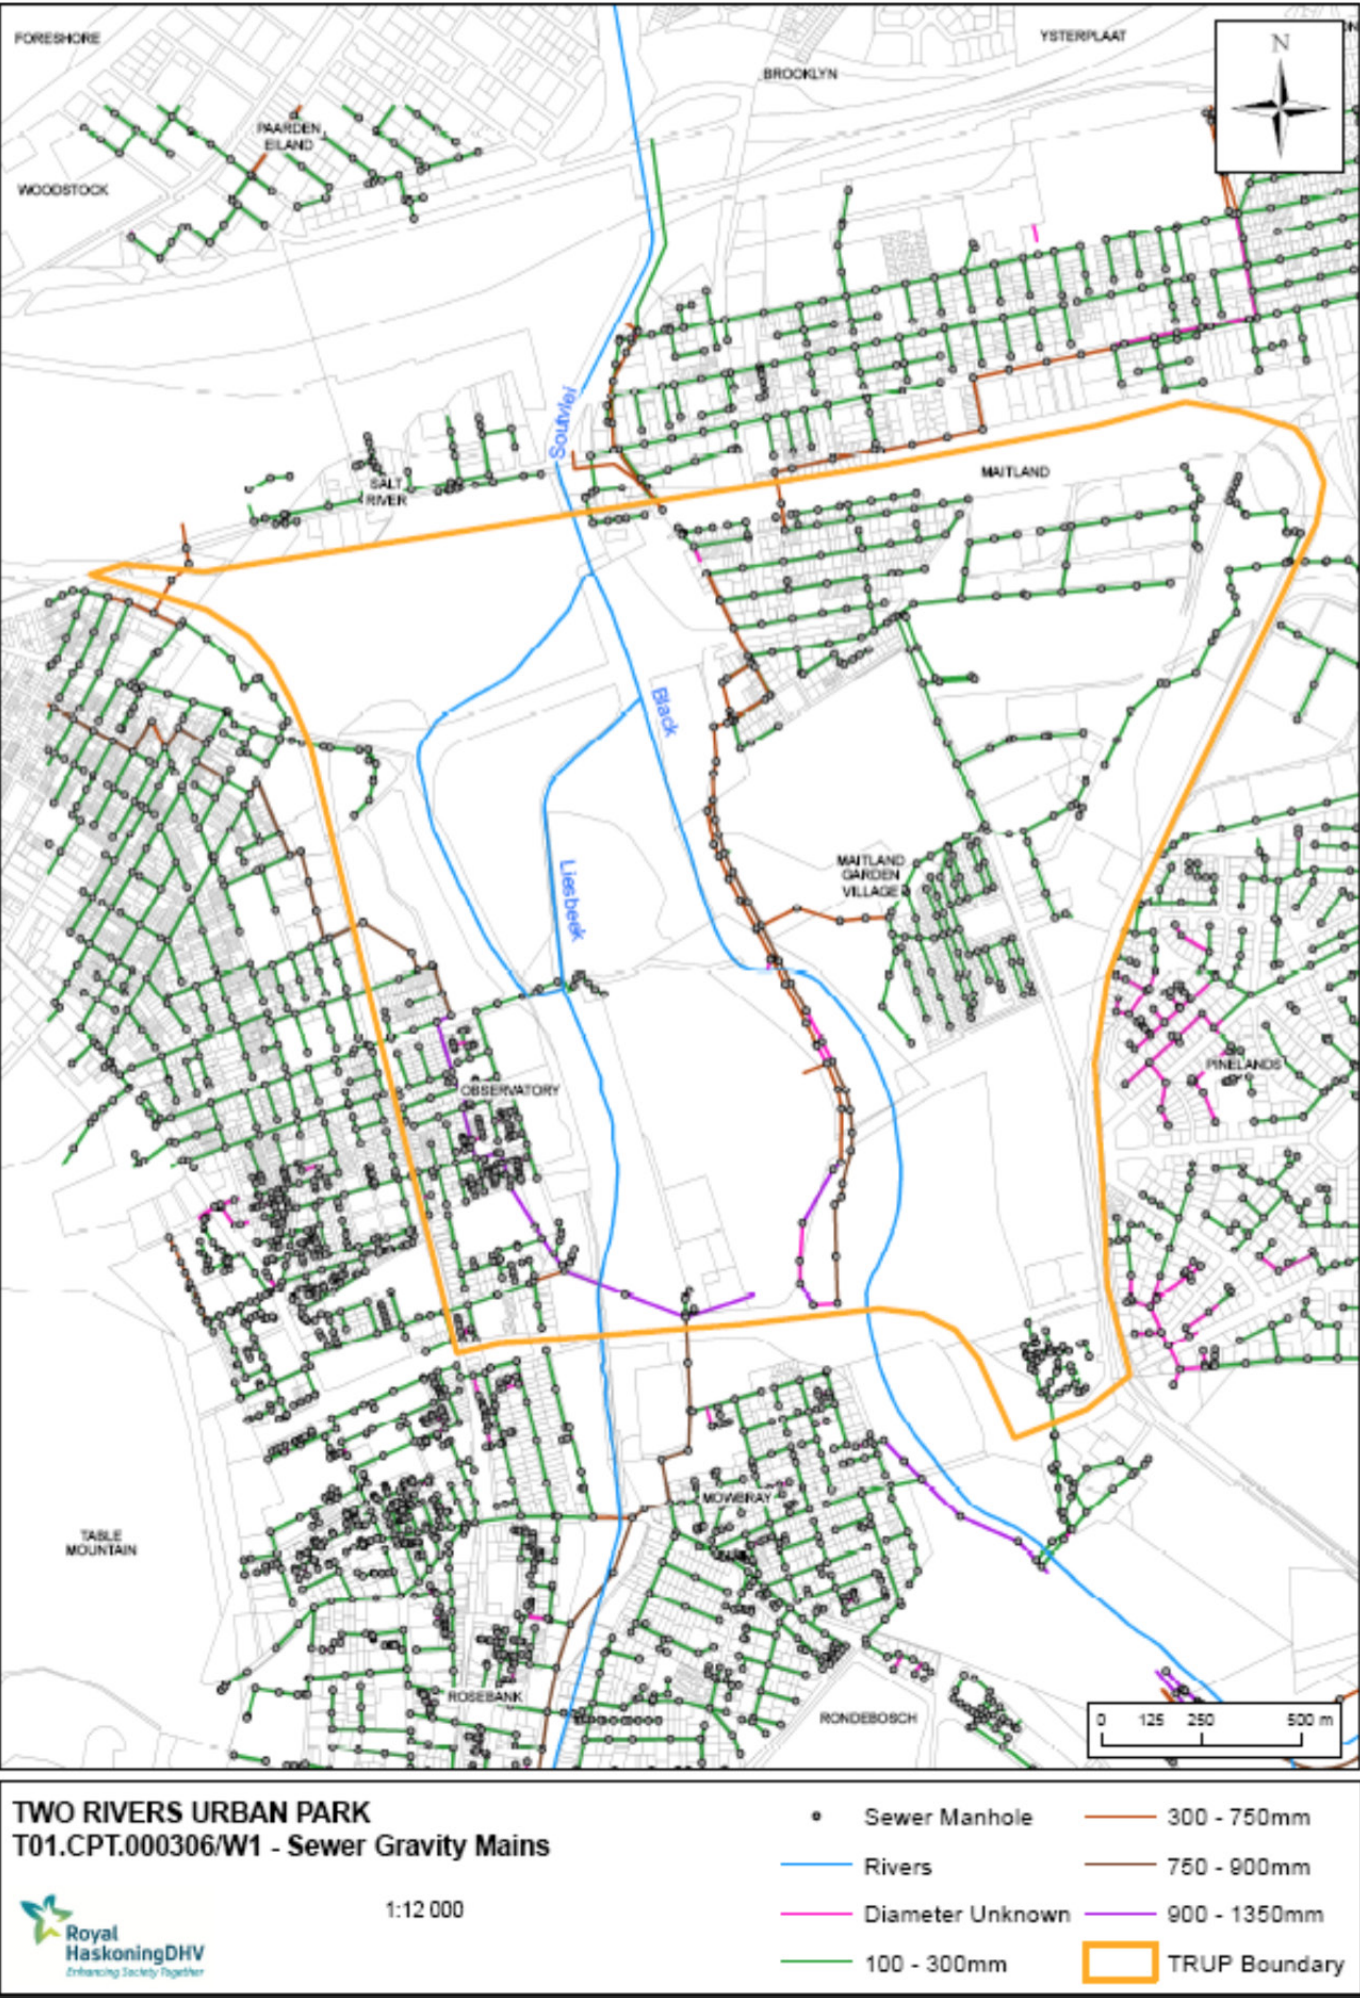 FORESHORE
YSTERPLAAT
N
BROOKLYN
PAARDEN
EILAND
WOODSTOCK
Soutvlei
SALT
RIVER
MAITLAND
Black
MAITLAND
GARDEN
VILLAGE
Liesbeek
OBSERVATORY
PINELANDS
MOWBRAY
TABLE
MOUNTAIN
ROSEBANK
RONDEBOSCH
0 125 250 500 m
TWO RIVERS URBAN PARK
T01.CPT.000306/W1 - Sewer Gravity Mains
1:12 000
Royal
HaskoningDHV
Enhancing Society Together
Sewer Manhole
Rivers
Diameter Unknown
100 - 300mm
300 - 750mm
750 - 900mm
900 - 1350mm
TRUP Boundary